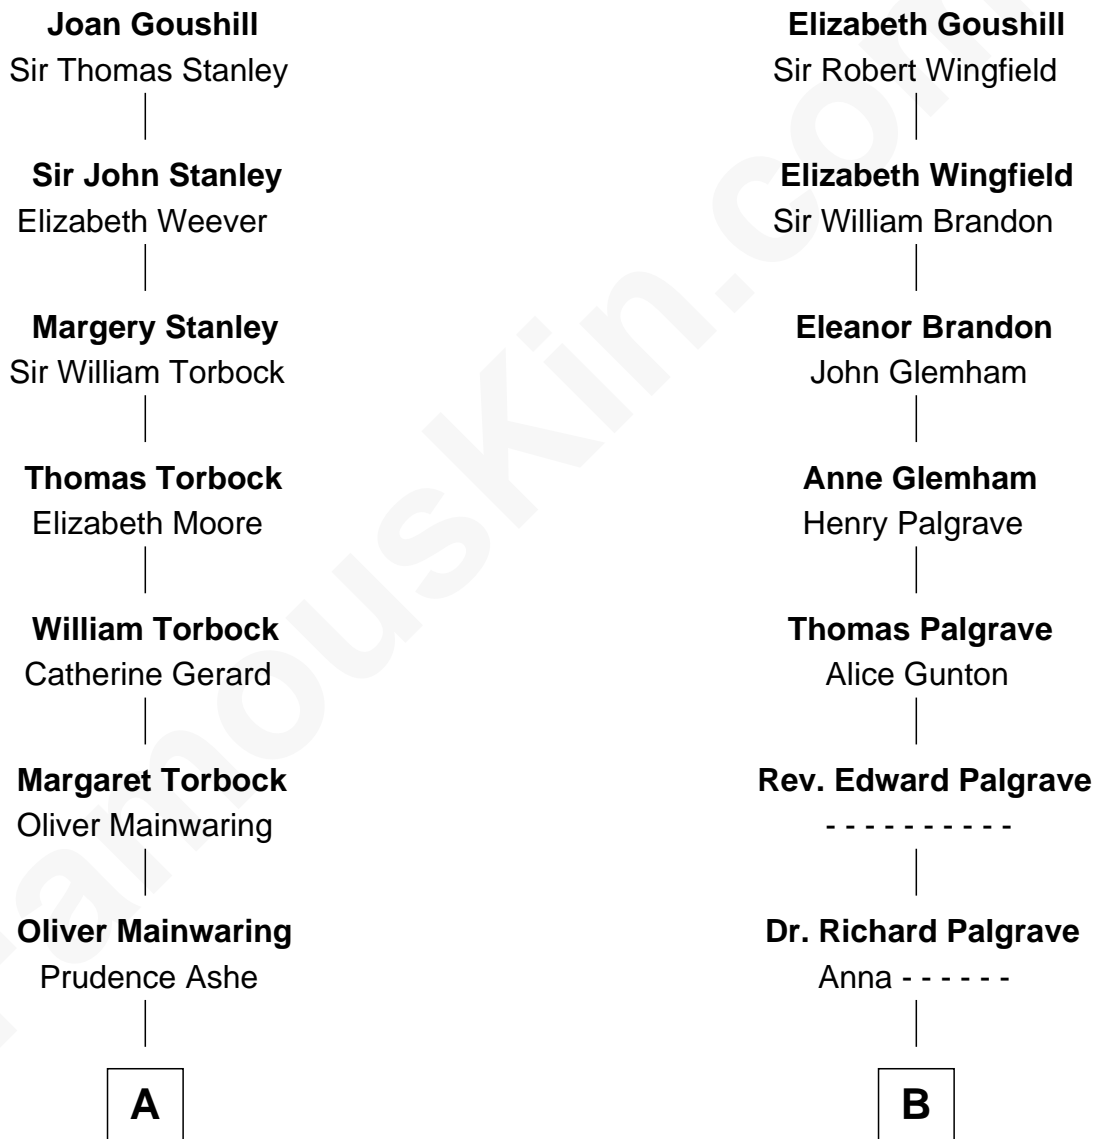 Joan Goushill
Sir Thomas Stanley
Sir John Stanley
Elizabeth Weever
Margery Stanley
Sir William Torbock
Thomas Torbock
Elizabeth Moore
William Torbock
Catherine Gerard
Margaret Torbock
Oliver Mainwaring
Oliver Mainwaring
Prudence Ashe
A
Elizabeth Goushill
Sir Robert Wingfield
Elizabeth Wingfield
Sir William Brandon
Eleanor Brandon
John Glemham
Anne Glemham
Henry Palgrave
Thomas Palgrave
Alice Gunton
Rev. Edward Palgrave
- - - - - - - - - -
Dr. Richard Palgrave
Anna - - - - - -
B
FamousKin.com